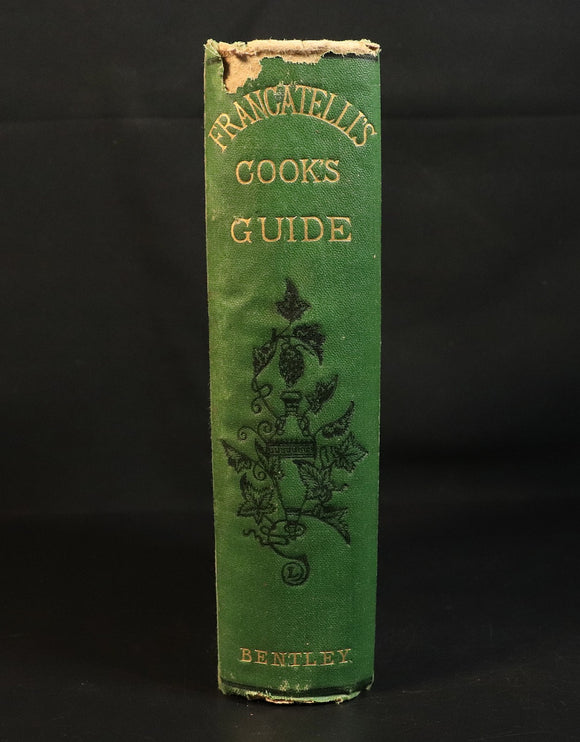 FRANCATELLI'S
COOK'S
GUIDE
L
BENTLEY.